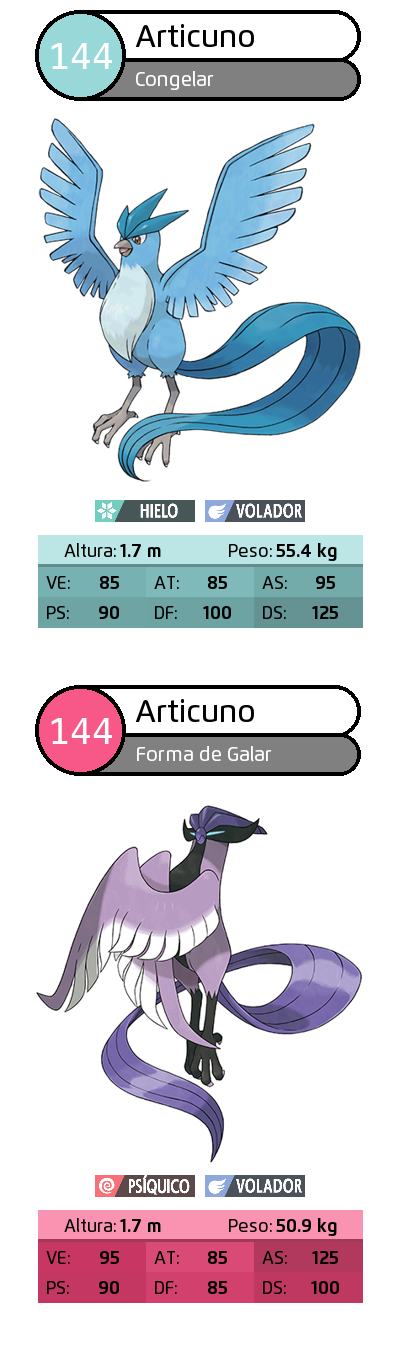 144
Articuno
Congelar
HIELO VOLADOR
Altura: 1.7 m Peso: 55.4 kg
VE: 85 AT: 85 AS: 95
PS: 90 DF: 100 DS: 125
144
Articuno
Forma de Galar
PSÍQUICO VOLADOR
Altura: 1.7 m Peso: 50.9 kg
VE: 95 AT: 85 AS: 125
PS: 90 DF: 85 DS: 100